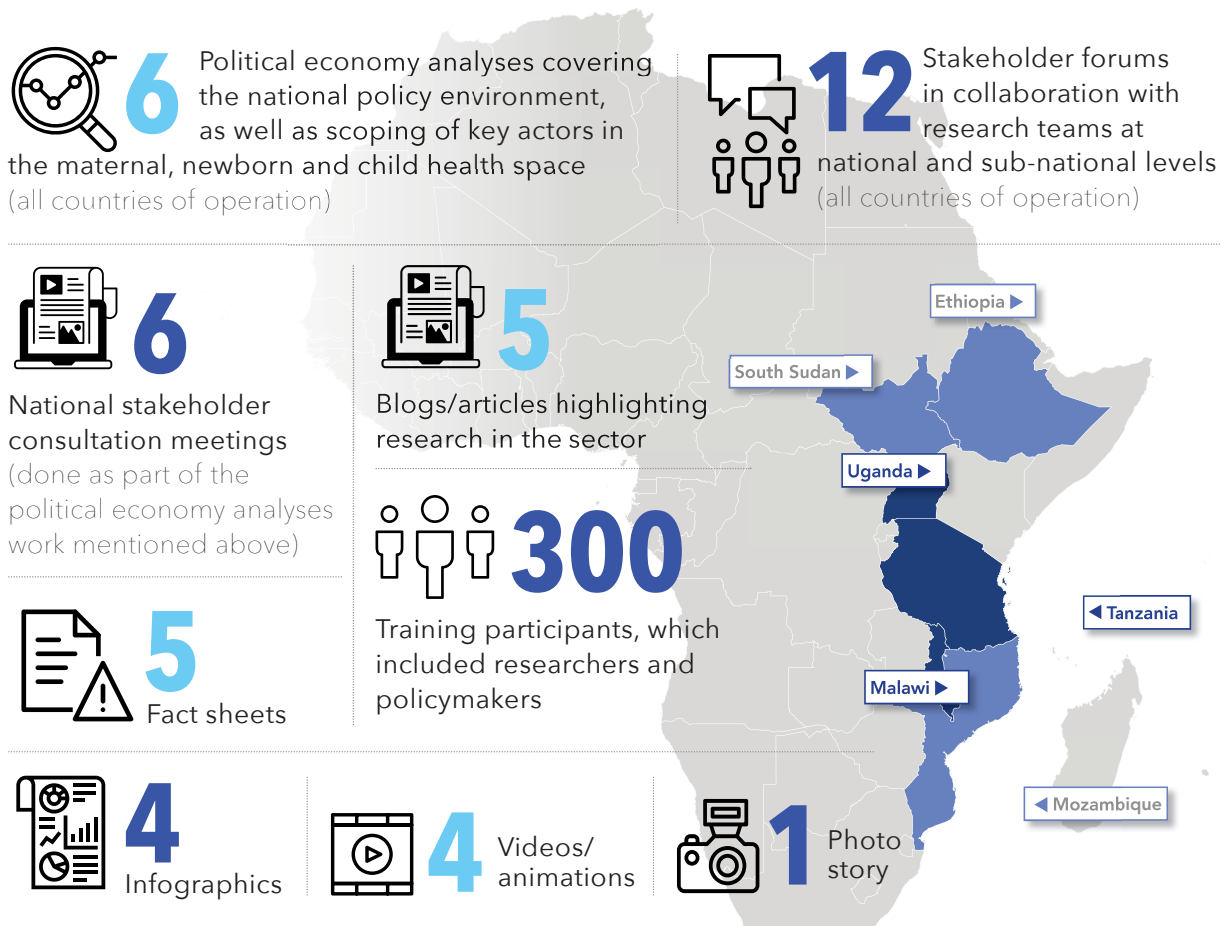 6
Political economy analyses covering
the national policy environment,
as well as scoping of key actors in
the maternal, newborn and child health space
(all countries of operation)
12
Stakeholder forums
in collaboration with
research teams at
national and sub-national levels
(all countries of operation)
6
National stakeholder
consultation meetings
(done as part of the
political economy analyses
work mentioned above)
5
Blogs/articles highlighting
research in the sector
300
Training participants, which
included researchers and
policymakers
5
Fact sheets
4
Infographics
4
Videos/
animations
1
Photo
story
Ethiopia
South Sudan
Uganda
Tanzania
Malawi
Mozambique